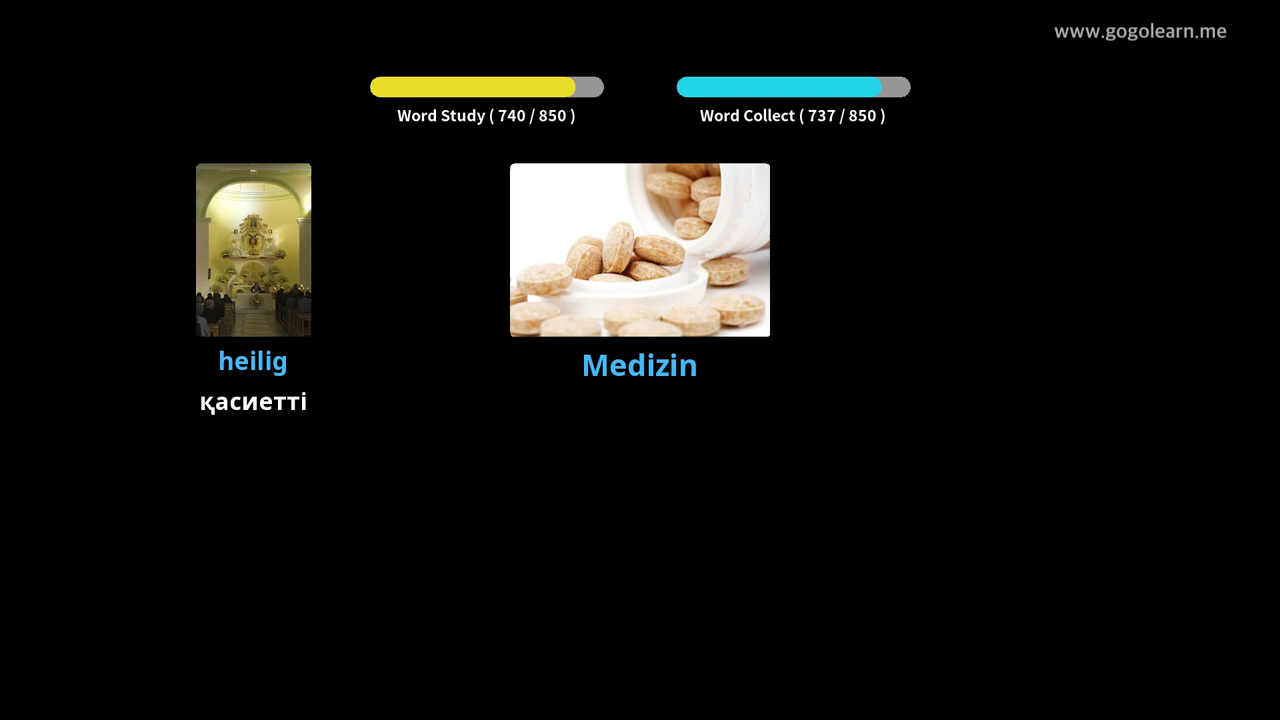 www.gogolearn.me
Word Study ( 740 / 850 )
Word Collect ( 737 / 850 )
heilig
қасиетті
Medizin